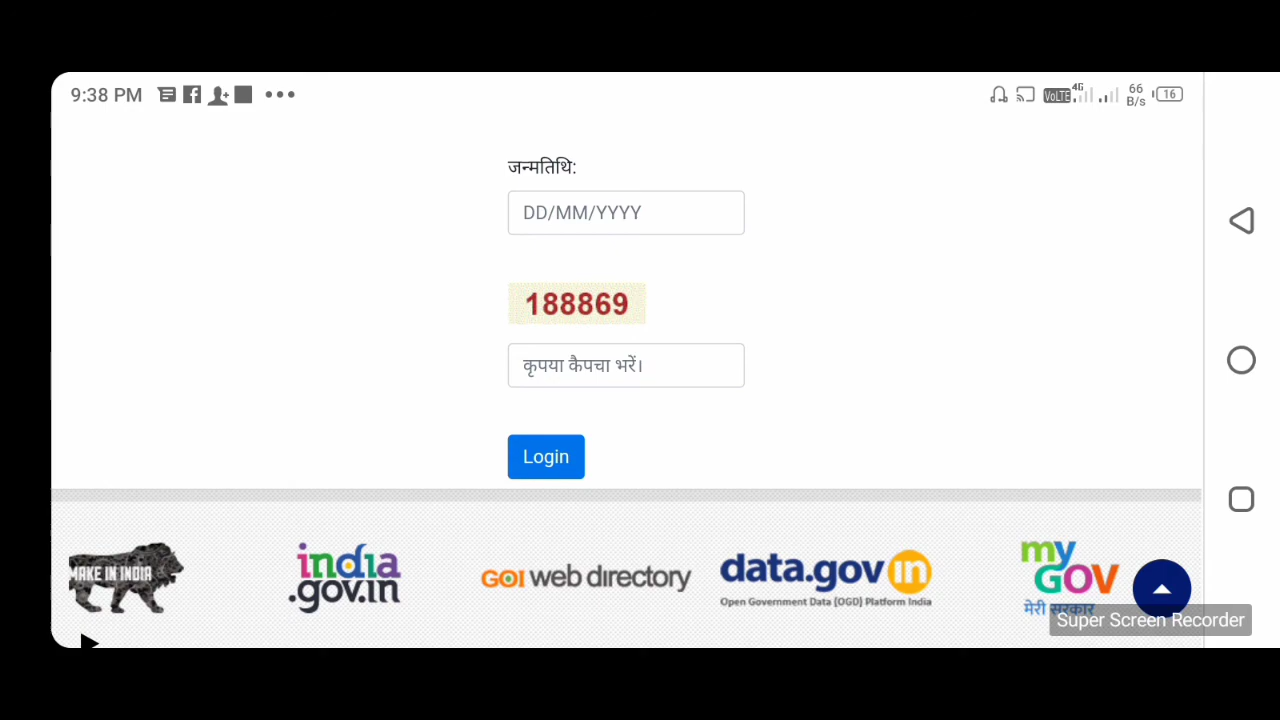 9:38 PM VoLTE 4G 66 B/s 16
जन्मतिथि:
DD/MM/YYYY
188869
कृपया कैपचा भरें।
Login
MAKE IN INDIA
india
.gov.in
GOI web directory
data.gov in
Open Government Data (OGD) Platform India
my
GOV
मेरी सरकार
Super Screen Recorder